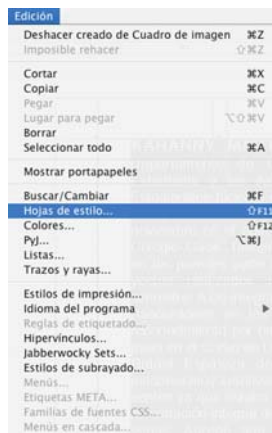 Edición
Deshacer creado de Cuadro de imagen ⌘Z
Imposible rehacer ⇧⌘Z
Cortar ⌘X
Copiar ⌘C
Pegar ⌘V
Lugar para pegar ⌥⇧⌘V
Borrar
Seleccionar todo ⌘A
Mostrar portapapeles
Buscar/Cambiar ⌘F
Hojas de estilo... ⇧F11
Colores... ⇧F12
PyJ... ⌥⌘J
Listas...
Trazos y rayas...
Estilos de impresión...
Idioma del programa ▶
Reglas de etiquetado...
Hipervínculos...
Jabberwocky Sets...
Estilos de subrayado...
Menús...
Etiquetas META...
Familias de fuentes CSS...
Menús en cascada...